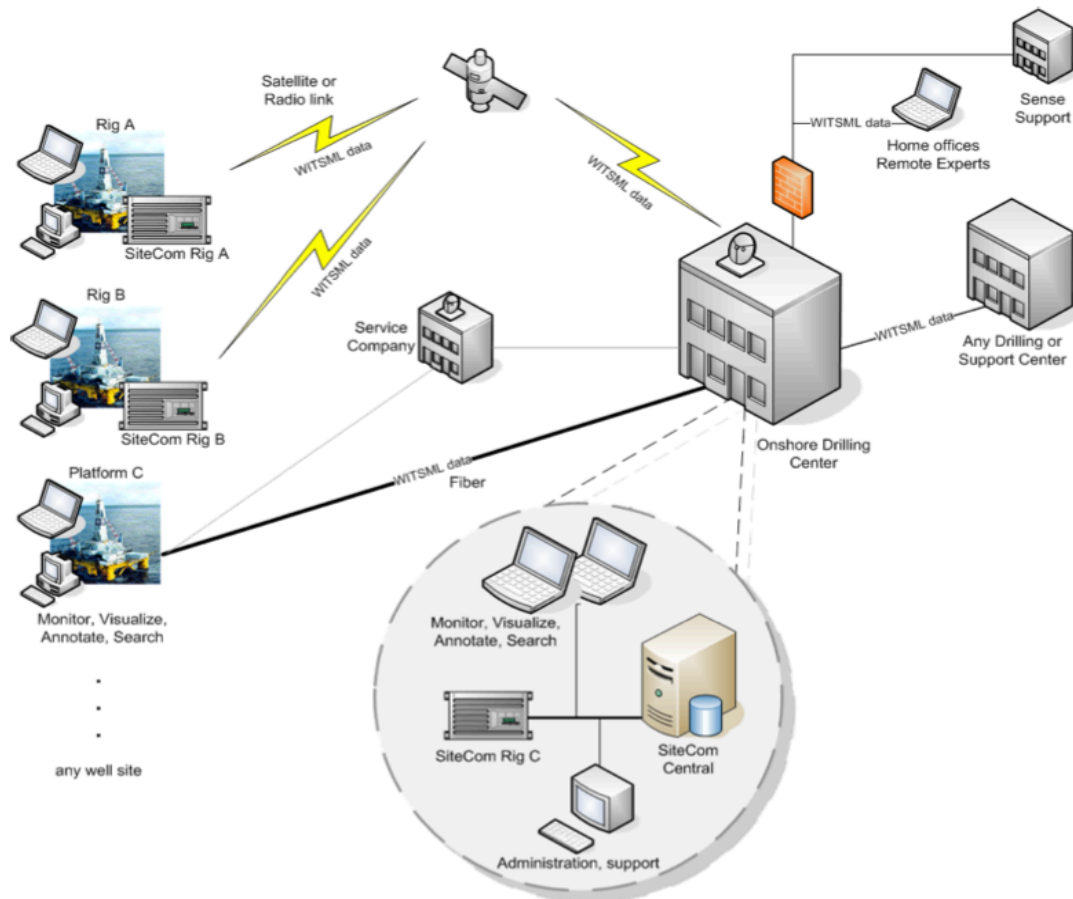 Satellite or
Radio link
Rig A
WITSML data
SiteCom Rig A
WITSML data
WITSML data
Sense
Support
WITSML data
Home offices
Remote Experts
Rig B
SiteCom Rig B
Service
Company
WITSML data
Any Drilling or
Support Center
Onshore Drilling
Center
Platform C
WITSML data
Fiber
Monitor, Visualize,
Annotate, Search
any well site
Monitor, Visualize,
Annotate, Search
SiteCom Rig C
SiteCom
Central
Administration, support